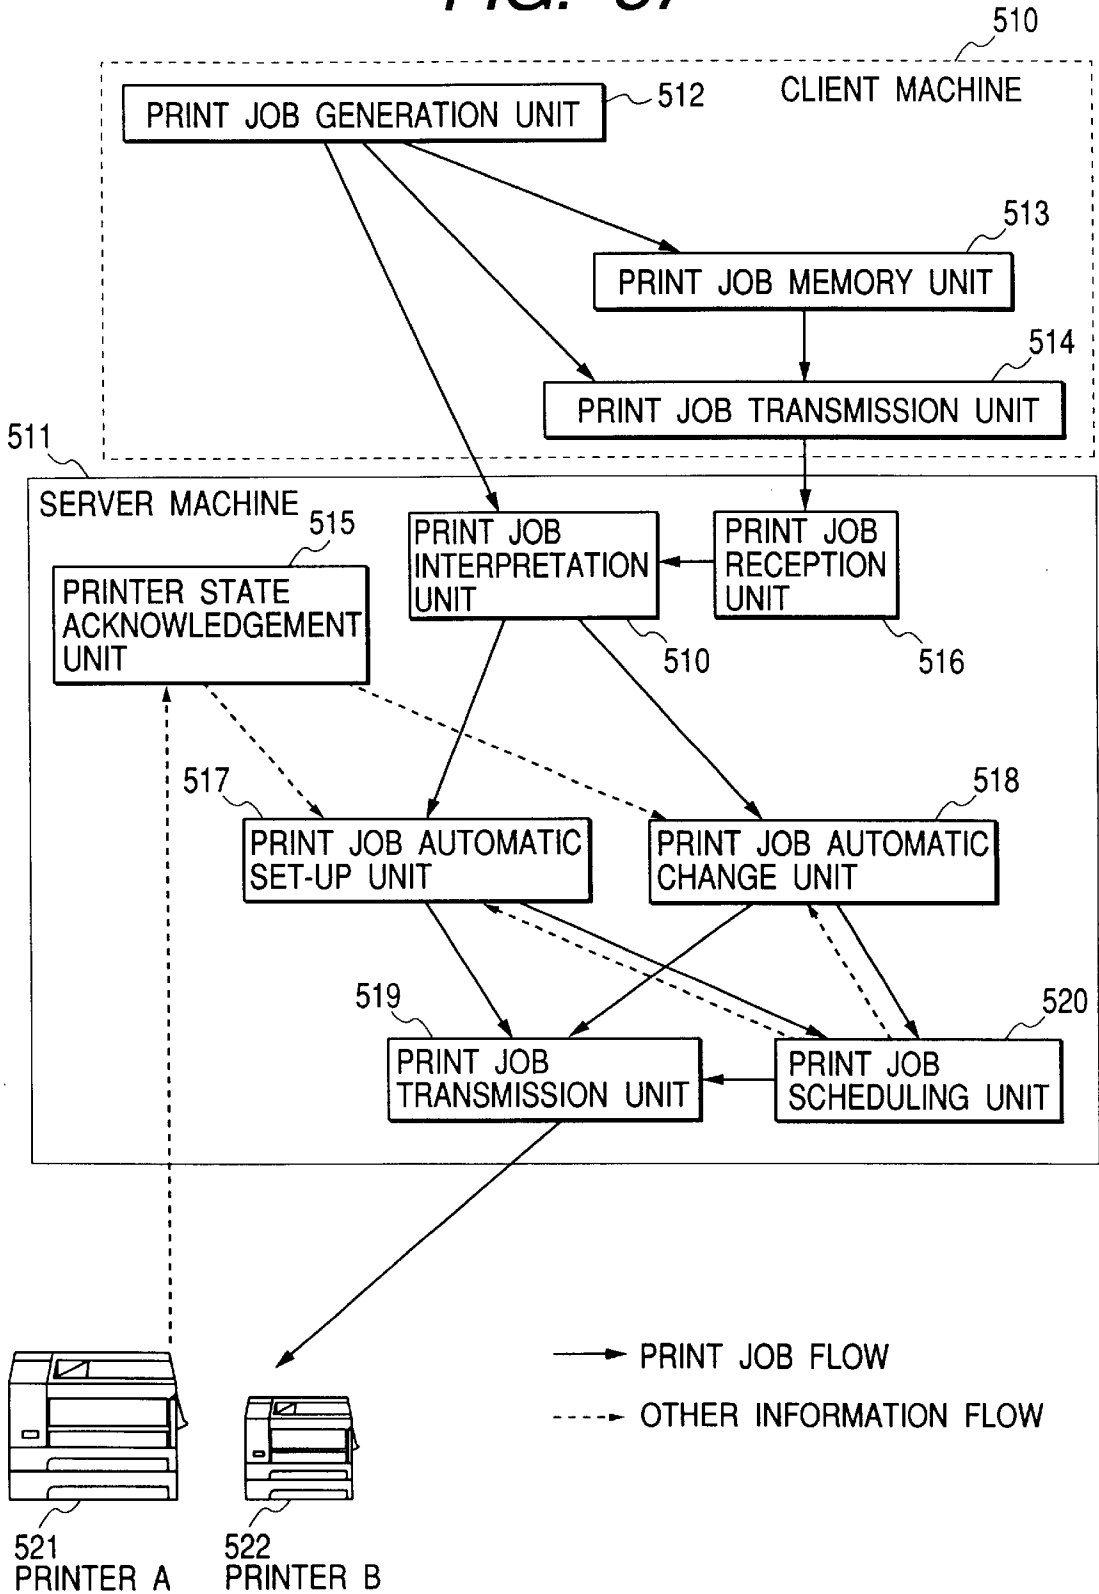 510
CLIENT MACHINE
PRINT JOB GENERATION UNIT
512
513
PRINT JOB MEMORY UNIT
514
PRINT JOB TRANSMISSION UNIT
511
SERVER MACHINE
515
PRINTER STATE
ACKNOWLEDGEMENT
UNIT
PRINT JOB
INTERPRETATION
UNIT
510
PRINT JOB
RECEPTION
UNIT
516
517
PRINT JOB AUTOMATIC
SET-UP UNIT
518
PRINT JOB AUTOMATIC
CHANGE UNIT
519
PRINT JOB
TRANSMISSION UNIT
520
PRINT JOB
SCHEDULING UNIT
PRINT JOB FLOW
OTHER INFORMATION FLOW
521
PRINTER A
522
PRINTER B